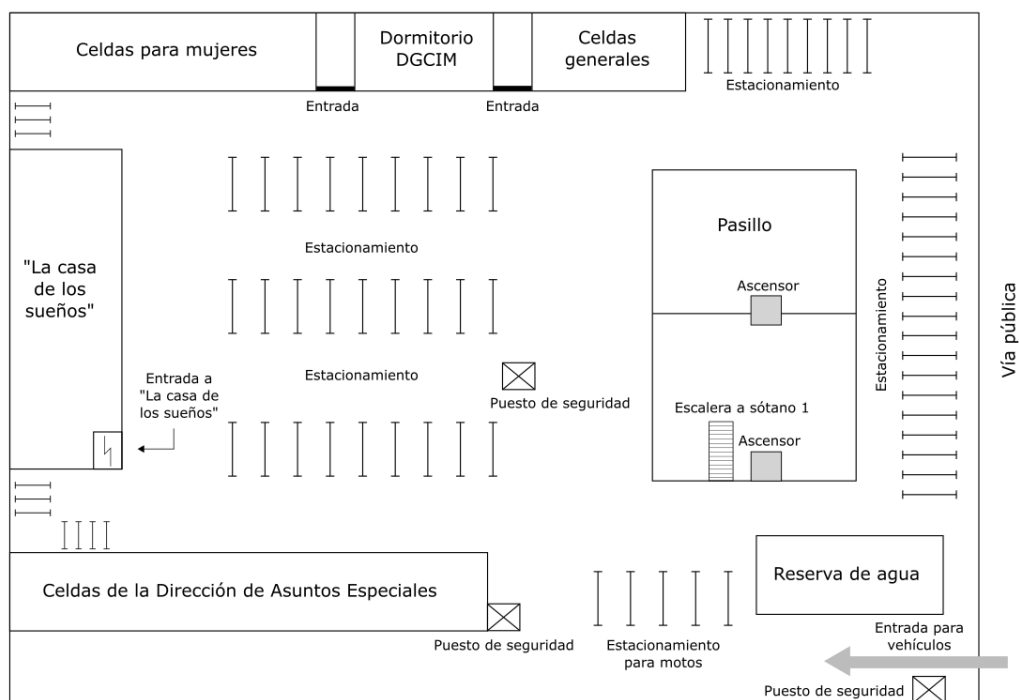 Celdas para mujeres
Dormitorio
DGCIM
Celdas
generales
Entrada
Entrada
Estacionamiento
"La casa
de los
sueños"
Estacionamiento
Pasillo
Ascensor
Estacionamiento
Vía pública
Estacionamiento
Entrada a
"La casa de
los sueños"
Puesto de seguridad
Escalera a sótano 1
Ascensor
Celdas de la Dirección de Asuntos Especiales
Puesto de seguridad
Estacionamiento
para motos
Reserva de agua
Entrada para
vehículos
Puesto de seguridad